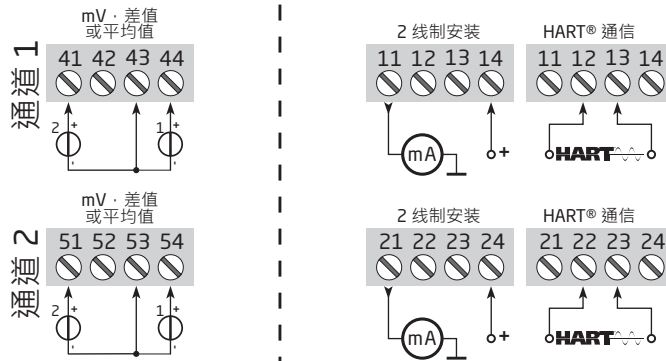 通道 1
mV · 差值
或平均值
41 42 43 44
2 + - 1 + -
2 线制安装
11 12 13 14
mA +
HART® 通信
11 12 13 14
HART
通道 2
mV · 差值
或平均值
51 52 53 54
2 + - 1 + -
2 线制安装
21 22 23 24
mA +
HART® 通信
21 22 23 24
HART